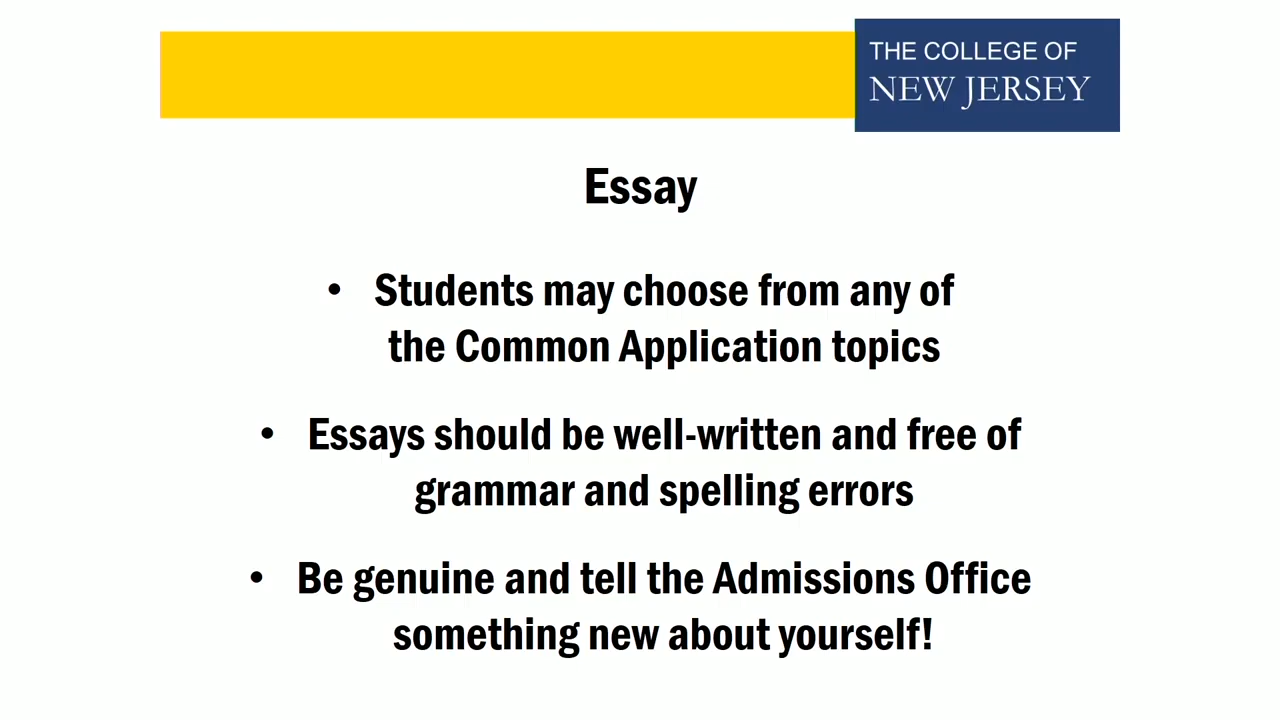 THE COLLEGE OF
NEW JERSEY
Essay
• Students may choose from any of
the Common Application topics
• Essays should be well-written and free of
grammar and spelling errors
• Be genuine and tell the Admissions Office
something new about yourself!